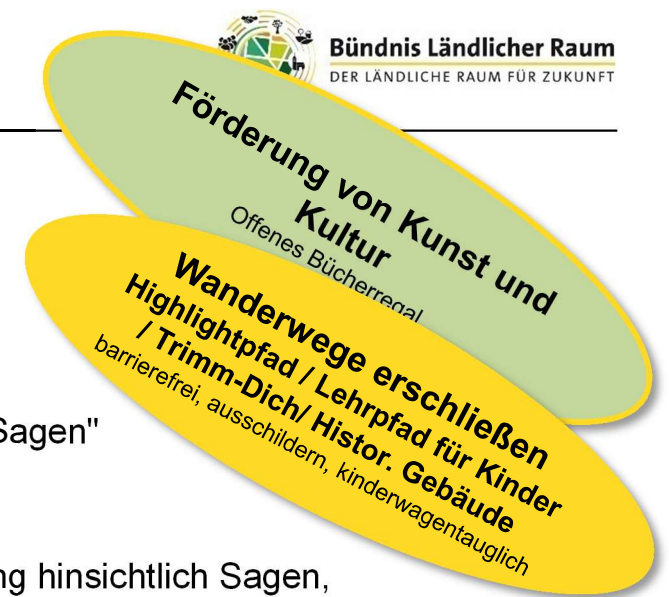 Bündnis Ländlicher Raum
DER LÄNDLICHE RAUM FÜR ZUKUNFT
Förderung von Kunst und
Kultur
Offenes Bücherregal
Wanderwege erschließen
Highlightpfad / Lehrpfad für Kinder
/ Trimm-Dich/ Histor. Gebäude
barrierefrei, ausschildern, kinderwagentauglich
Sagen"
ng hinsichtlich Sagen,